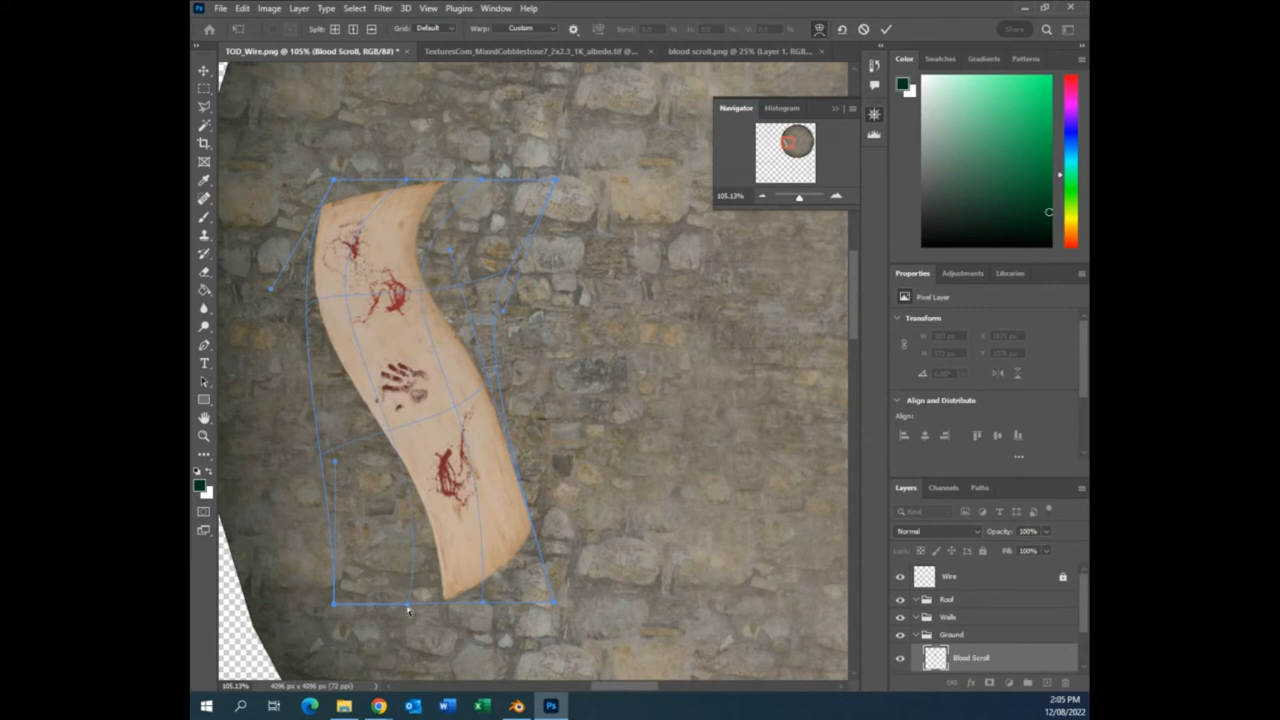 File Edit Image Layer Type Select Filter 3D View Plugins Window Help
Split: Grid: Default Warp: Custom Share
TOD_Wire.png @ 105% (Blood Scroll, RGB/8#) * × TexturesCom_MixedCobblestone7_2x2.3_1K_albedo.tif @... × blood scroll.png @ 25% (Layer 1, RGB... ×
Color Swatches Gradients Patterns
Navigator Histogram
105.13%
Properties Adjustments Libraries
Pixel Layer
Transform
Align and Distribute
Align:
Layers Channels Paths
Kind
Normal Opacity: 100%
Lock: Fill: 100%
Wire
Roof
Walls
Ground
Blood Scroll
105.13% 4096 px x 4096 px (72 ppi)
2:05 PM
12/08/2022